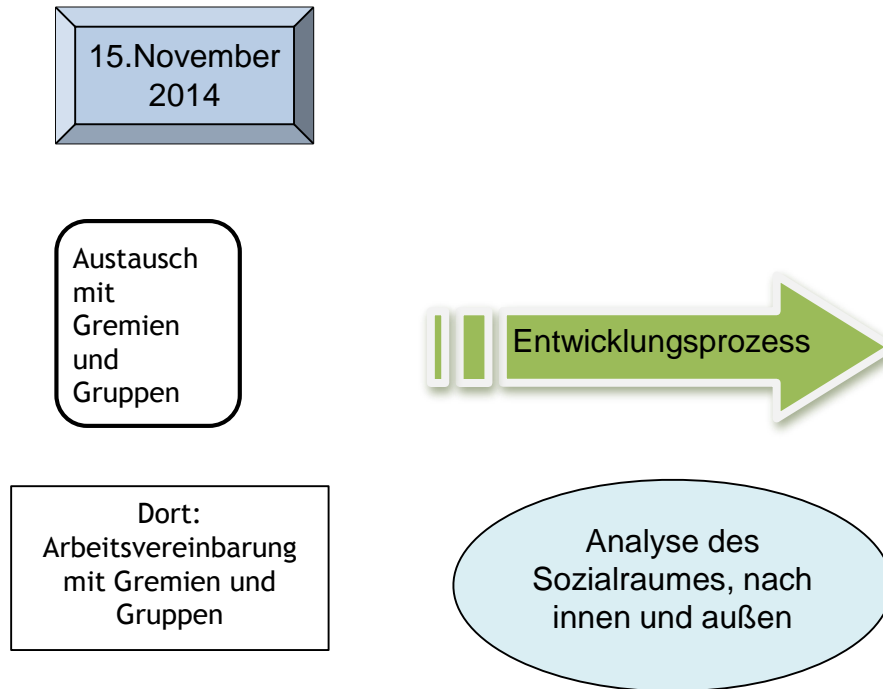 15.November
2014
Austausch
mit
Gremien
und
Gruppen
Entwicklungsprozess
Dort:
Arbeitsvereinbarung
mit Gremien und
Gruppen
Analyse des
Sozialraumes, nach
innen und außen